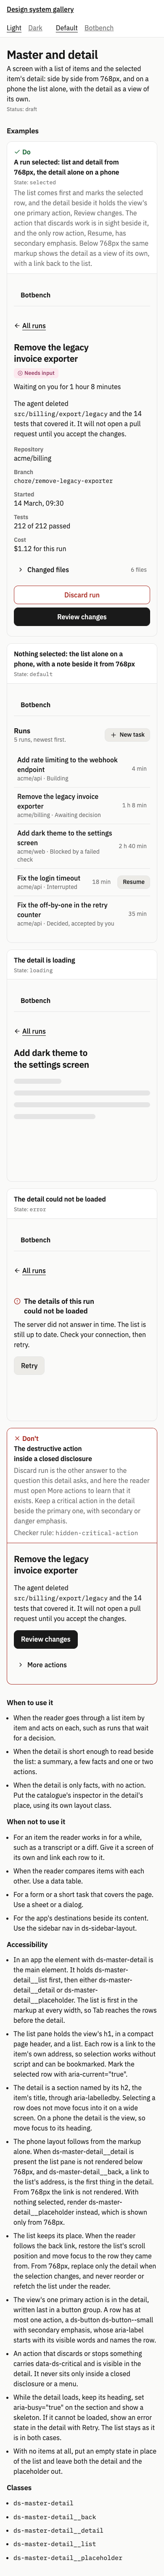 Design system gallery
Light Dark Default Botbench
Master and detail
A screen with a list of items and the selected
item's detail: side by side from 768px, and on a
phone the list alone, with the detail as a view of
its own.
Status: draft
Examples
Do
A run selected: list and detail from
768px, the detail alone on a phone
State: selected
The list comes first and marks the selected
row, and the detail beside it holds the view's
one primary action, Review changes. The
action that discards work is in sight beside it,
and the only row action, Resume, has
secondary emphasis. Below 768px the same
markup shows the detail as a view of its own,
with a link back to the list.
Botbench
← All runs
Remove the legacy
invoice exporter
Needs input
Waiting on you for 1 hour 8 minutes
The agent deleted
src/billing/export/legacy and the 14
tests that covered it. It will not open a pull
request until you accept the changes.
Repository
acme/billing
Branch
chore/remove-legacy-exporter
Started
14 March, 09:30
Tests
212 of 212 passed
Cost
$1.12 for this run
Changed files 6 files
Discard run
Review changes
Nothing selected: the list alone on a
phone, with a note beside it from 768px
State: default
Botbench
Runs
5 runs, newest first.
New task
Add rate limiting to the webhook
endpoint
acme/api · Building
4 min
Remove the legacy invoice
exporter
acme/billing · Awaiting decision
1 h 8 min
Add dark theme to the settings
screen
acme/web · Blocked by a failed
check
2 h 40 min
Fix the login timeout
acme/api · Interrupted
18 min
Resume
Fix the off-by-one in the retry
counter
acme/api · Decided, accepted by you
35 min
The detail is loading
State: loading
Botbench
← All runs
Add dark theme to
the settings screen
The detail could not be loaded
State: error
Botbench
← All runs
The details of this run
could not be loaded
The server did not answer in time. The list is
still up to date. Check your connection, then
retry.
Retry
Don't
The destructive action
inside a closed disclosure
Discard run is the other answer to the
question this detail asks, and here the reader
must open More actions to learn that it
exists. Keep a critical action in the detail
beside the primary one, with secondary or
danger emphasis.
Checker rule: hidden-critical-action
Remove the legacy
invoice exporter
The agent deleted
src/billing/export/legacy and the 14
tests that covered it. It will not open a pull
request until you accept the changes.
Review changes
More actions
When to use it
• When the reader goes through a list item by
item and acts on each, such as runs that wait
for a decision.
• When the detail is short enough to read beside
the list: a summary, a few facts and one or two
actions.
• When the detail is only facts, with no action.
Put the catalogue's inspector in the detail's
place, using its own layout class.
When not to use it
• For an item the reader works in for a while,
such as a transcript or a diff. Give it a screen of
its own and link each row to it.
• When the reader compares items with each
other. Use a data table.
• For a form or a short task that covers the page.
Use a sheet or a dialog.
• For the app's destinations beside its content.
Use the sidebar nav in ds-sidebar-layout.
Accessibility
• In an app the element with ds-master-detail is
the main element. It holds ds-master-
detail__list first, then either ds-master-
detail__detail or ds-master-
detail__placeholder. The list is first in the
markup at every width, so Tab reaches the rows
before the detail.
• The list pane holds the view's h1, in a compact
page header, and a list. Each row is a link to the
item's own address, so selection works without
script and can be bookmarked. Mark the
selected row with aria-current="true".
• The detail is a section named by its h2, the
item's title, through aria-labelledby. Selecting a
row does not move focus into it on a wide
screen. On a phone the detail is the view, so
move focus to its heading.
• The phone layout follows from the markup
alone. When ds-master-detail__detail is
present the list pane is not rendered below
768px, and ds-master-detail__back, a link to
the list's address, is the first thing in the detail.
From 768px the link is not rendered. With
nothing selected, render ds-master-
detail__placeholder instead, which is shown
only from 768px.
• The list keeps its place. When the reader
follows the back link, restore the list's scroll
position and move focus to the row they came
from. From 768px, replace only the detail when
the selection changes, and never reorder or
refetch the list under the reader.
• The view's one primary action is in the detail,
written last in a button group. A row has at
most one action, a ds-button ds-button--small
with secondary emphasis, whose aria-label
starts with its visible words and names the row.
• An action that discards or stops something
carries data-ds-critical and is visible in the
detail. It never sits only inside a closed
disclosure or a menu.
• While the detail loads, keep its heading, set
aria-busy="true" on the section and show a
skeleton. If it cannot be loaded, show an error
state in the detail with Retry. The list stays as it
is in both cases.
• With no items at all, put an empty state in place
of the list and leave both the detail and the
placeholder out.
Classes
• ds-master-detail
• ds-master-detail__back
• ds-master-detail__detail
• ds-master-detail__list
• ds-master-detail__placeholder